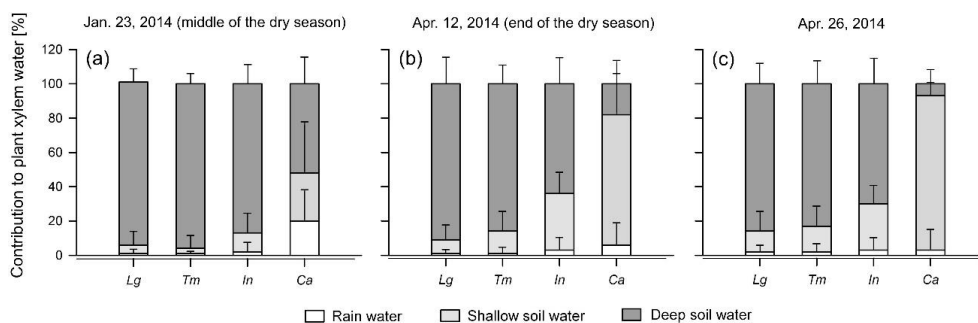 Jan. 23, 2014 (middle of the dry season) Apr. 12, 2014 (end of the dry season) Apr. 26, 2014
Contribution to plant xylem water [%]
(a) (b) (c)
120
100
80
60
40
20
0
Lg Tm In Ca Lg Tm In Ca Lg Tm In Ca
Rain water Shallow soil water Deep soil water